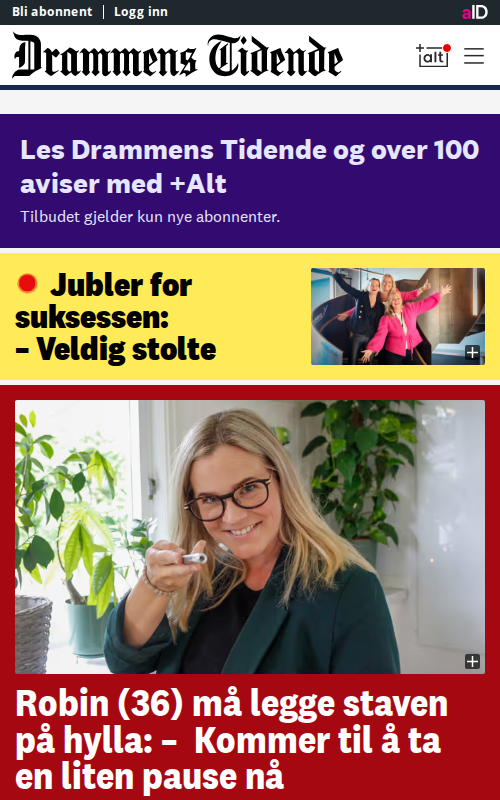 Bli abonnent | Logg inn
aID
Drammens Tidende
+alt
Les Drammens Tidende og over 100
aviser med +Alt
Tilbudet gjelder kun nye abonnenter.
Jubler for
suksessen:
– Veldig stolte
Robin (36) må legge staven
på hylla: – Kommer til å ta
en liten pause nå